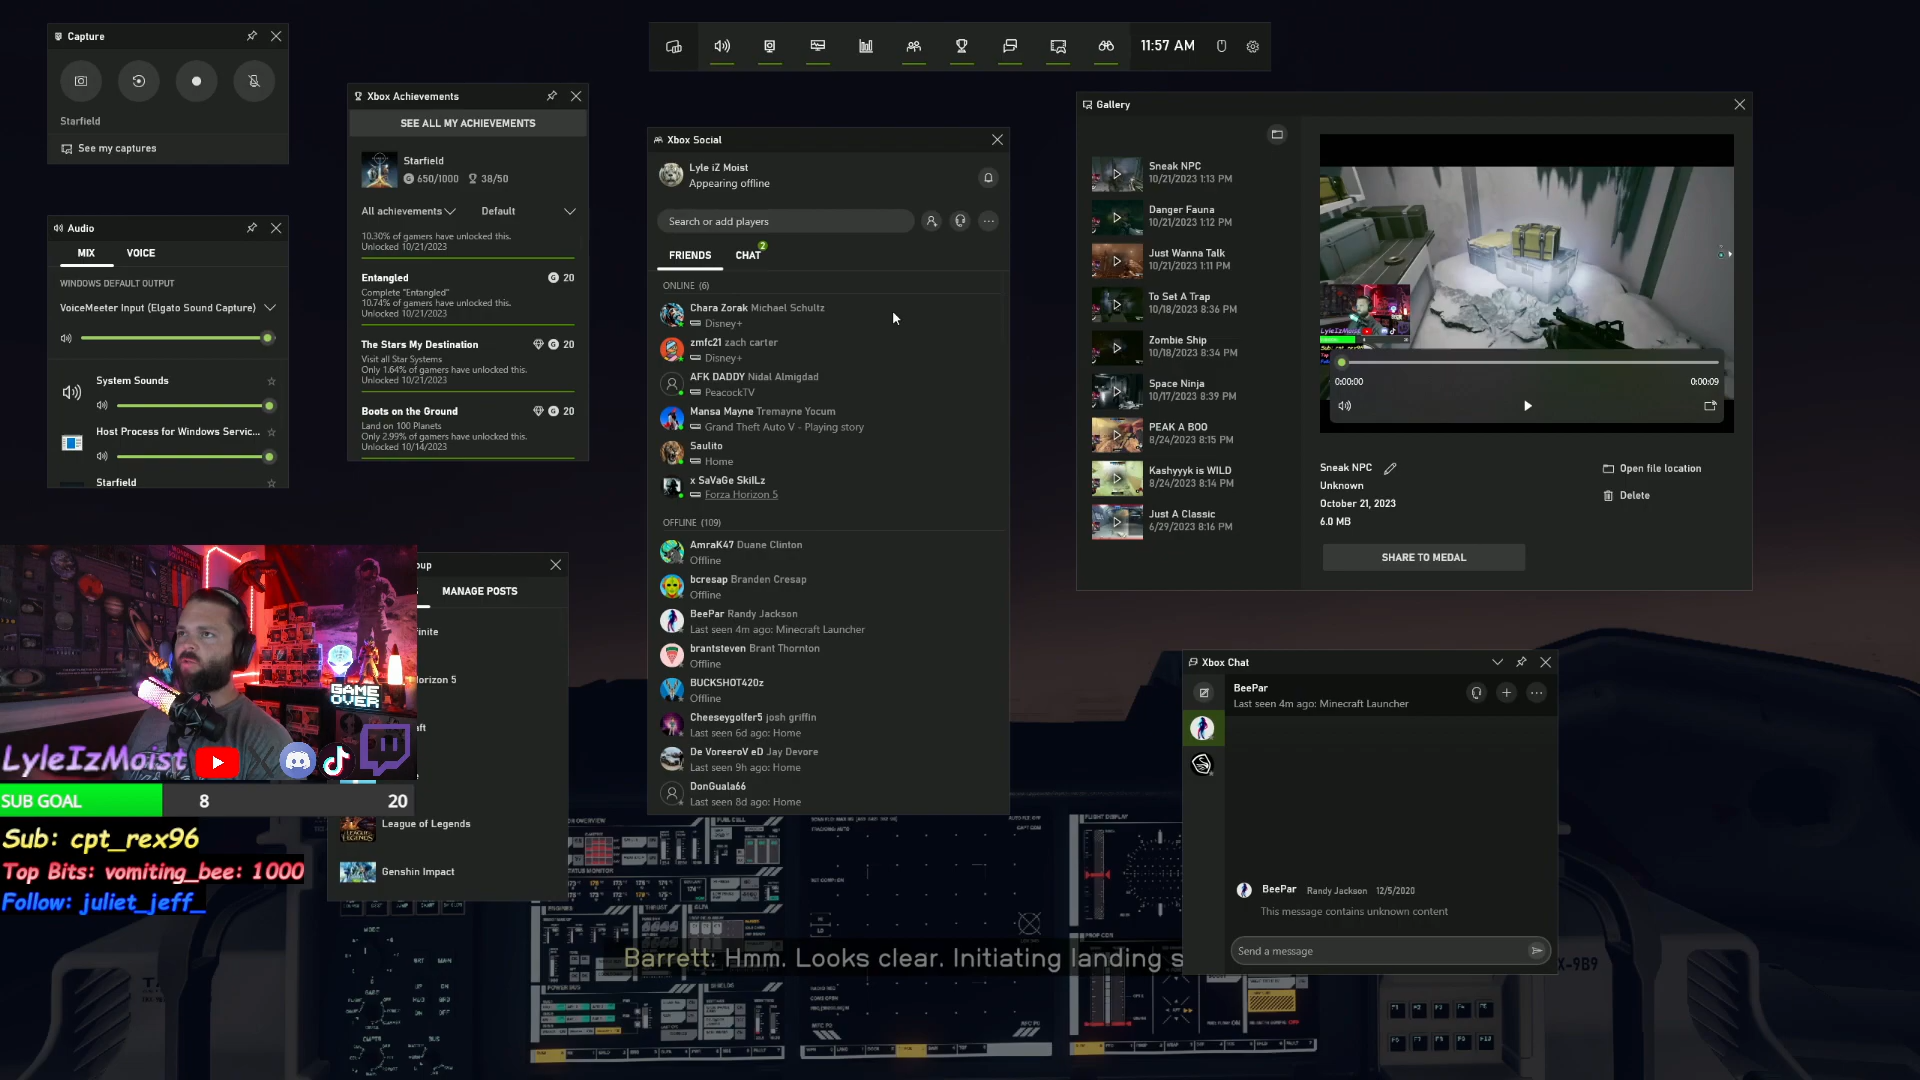 Capture
Starfield
See my captures
Audio
MIX VOICE
WINDOWS DEFAULT OUTPUT
VoiceMeeter Input (Elgato Sound Capture)
System Sounds
Host Process for Windows Servic...
Starfield
Xbox Achievements
SEE ALL MY ACHIEVEMENTS
Starfield
G 650/1000 38/50
All achievements Default
10.30% of gamers have unlocked this.
Unlocked 10/21/2023
Entangled G 20
Complete "Entangled"
10.74% of gamers have unlocked this.
Unlocked 10/21/2023
The Stars My Destination G 20
Visit all Star Systems
Only 1.64% of gamers have unlocked this.
Unlocked 10/21/2023
Boots on the Ground G 20
Land on 100 Planets
Only 2.99% of gamers have unlocked this.
Unlocked 10/14/2023
11:57 AM
Xbox Social
Lyle iZ Moist
Appearing offline
Search or add players
FRIENDS CHAT 2
ONLINE (6)
Chara Zorak Michael Schultz
Disney+
zmfc21 zach carter
Disney+
AFK DADDY Nidal Almigdad
PeacockTV
Mansa Mayne Tremayne Yocum
Grand Theft Auto V - Playing story
Saulito
Home
x SaVaGe SkilLz
Forza Horizon 5
OFFLINE (109)
AmraK47 Duane Clinton
Offline
bcresap Branden Cresap
Offline
BeePar Randy Jackson
Last seen 4m ago: Minecraft Launcher
brantsteven Brant Thornton
Offline
BUCKSHOT420z
Offline
Cheeseygolfer5 josh griffin
Last seen 6d ago: Home
De VoreeroV eD Jay Devore
Last seen 9h ago: Home
DonGuala66
Last seen 8d ago: Home
Gallery
Sneak NPC
10/21/2023 1:13 PM
Danger Fauna
10/21/2023 1:12 PM
Just Wanna Talk
10/21/2023 1:11 PM
To Set A Trap
10/18/2023 8:36 PM
Zombie Ship
10/18/2023 8:34 PM
Space Ninja
10/17/2023 8:39 PM
PEAK A BOO
8/24/2023 8:15 PM
Kashyyyk is WILD
8/24/2023 8:14 PM
Just A Classic
6/29/2023 8:16 PM
LyleIzMoist
0:00:00 0:00:09
Sneak NPC
Unknown
October 21, 2023
6.0 MB
Open file location
Delete
SHARE TO MEDAL
oup
MANAGE POSTS
finite
orizon 5
aft
e
League of Legends
Genshin Impact
GAME OVER
LyleIzMoist
SUB GOAL 8 20
Sub: cpt_rex96
Top Bits: vomiting_bee: 1000
Follow: juliet_jeff_
Xbox Chat
BeePar
Last seen 4m ago: Minecraft Launcher
BeePar Randy Jackson 12/5/2020
This message contains unknown content
Send a message
Barrett: Hmm. Looks clear. Initiating landing s